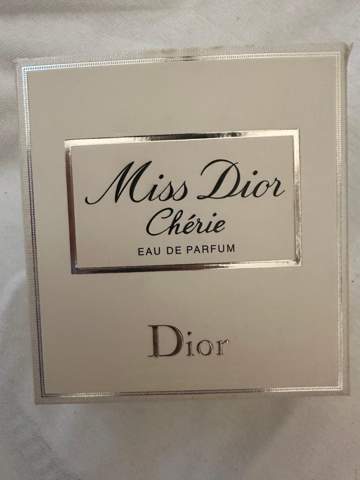 Miss Dior
Chérie
EAU DE PARFUM
Dior